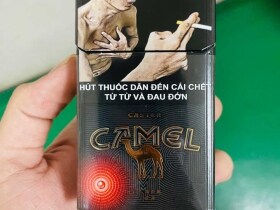 HÚT THUỐC DẪN ĐẾN CÁI CHẾT
TỪ TỪ VÀ ĐAU ĐỚN
CAMEL